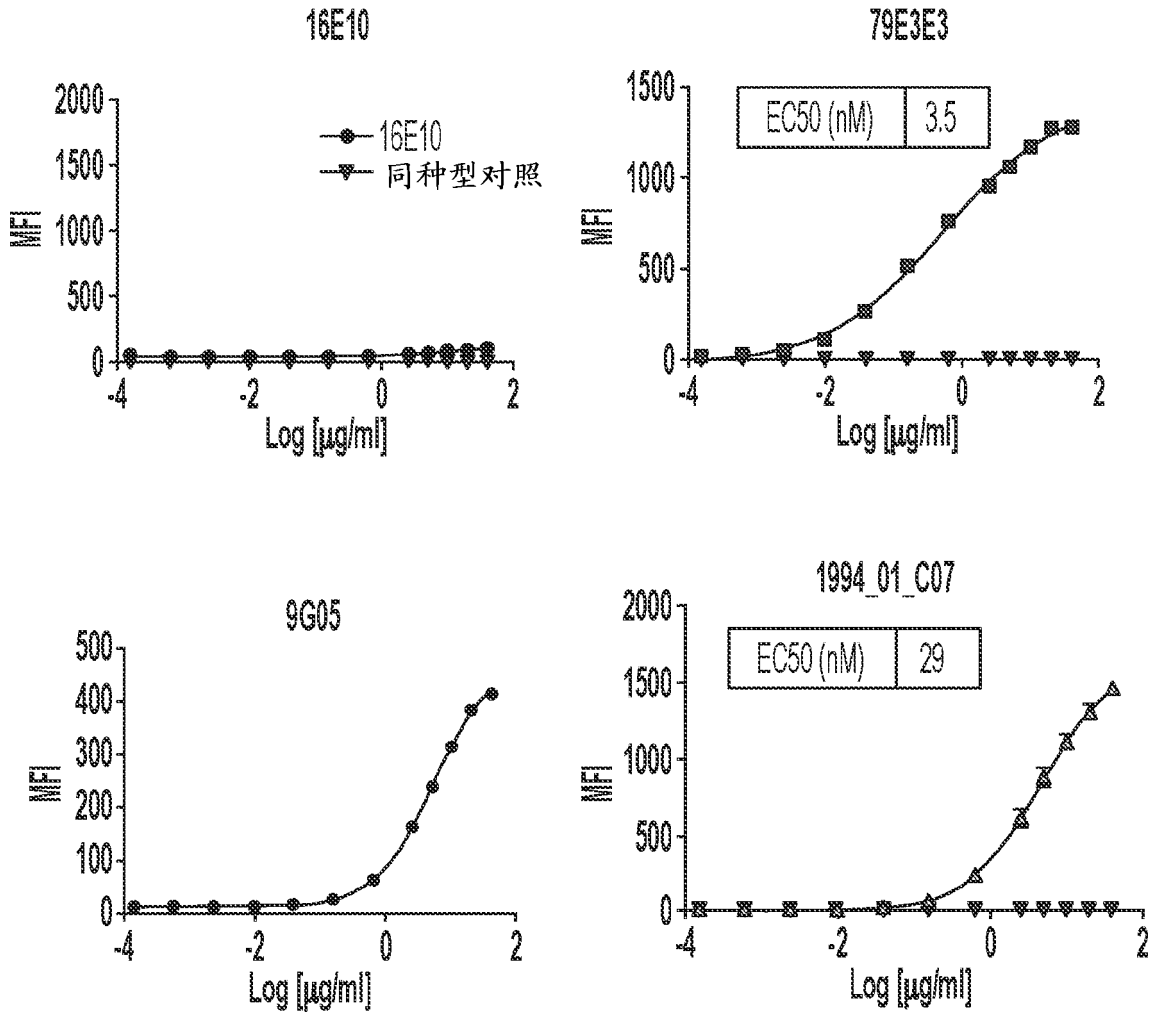 16E10
2000
1500
1000
500
0
MFI
-4 -2 0 2
Log [µg/ml]
16E10
同种型对照
79E3E3
EC50 (nM) 3.5
1500
1000
500
0
MFI
-4 -2 0 2
Log [µg/ml]
9G05
500
400
300
200
100
0
MFI
-4 -2 0 2
Log [µg/ml]
1994_01_C07
EC50 (nM) 29
2000
1500
1000
500
0
MFI
-4 -2 0 2
Log [µg/ml]